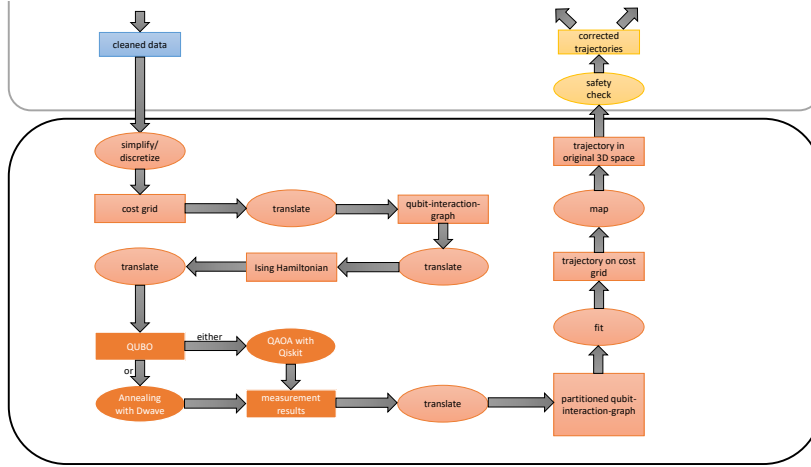 cleaned data
corrected
trajectories
safety
check
simplify/
discretize
trajectory in
original 3D space
cost grid
translate
qubit-interaction-
graph
map
translate
Ising Hamiltonian
translate
trajectory on cost
grid
either
QUBO
QAOA with
Qiskit
fit
or
Annealing
with Dwave
measurement
results
translate
partitioned qubit-
interaction-graph